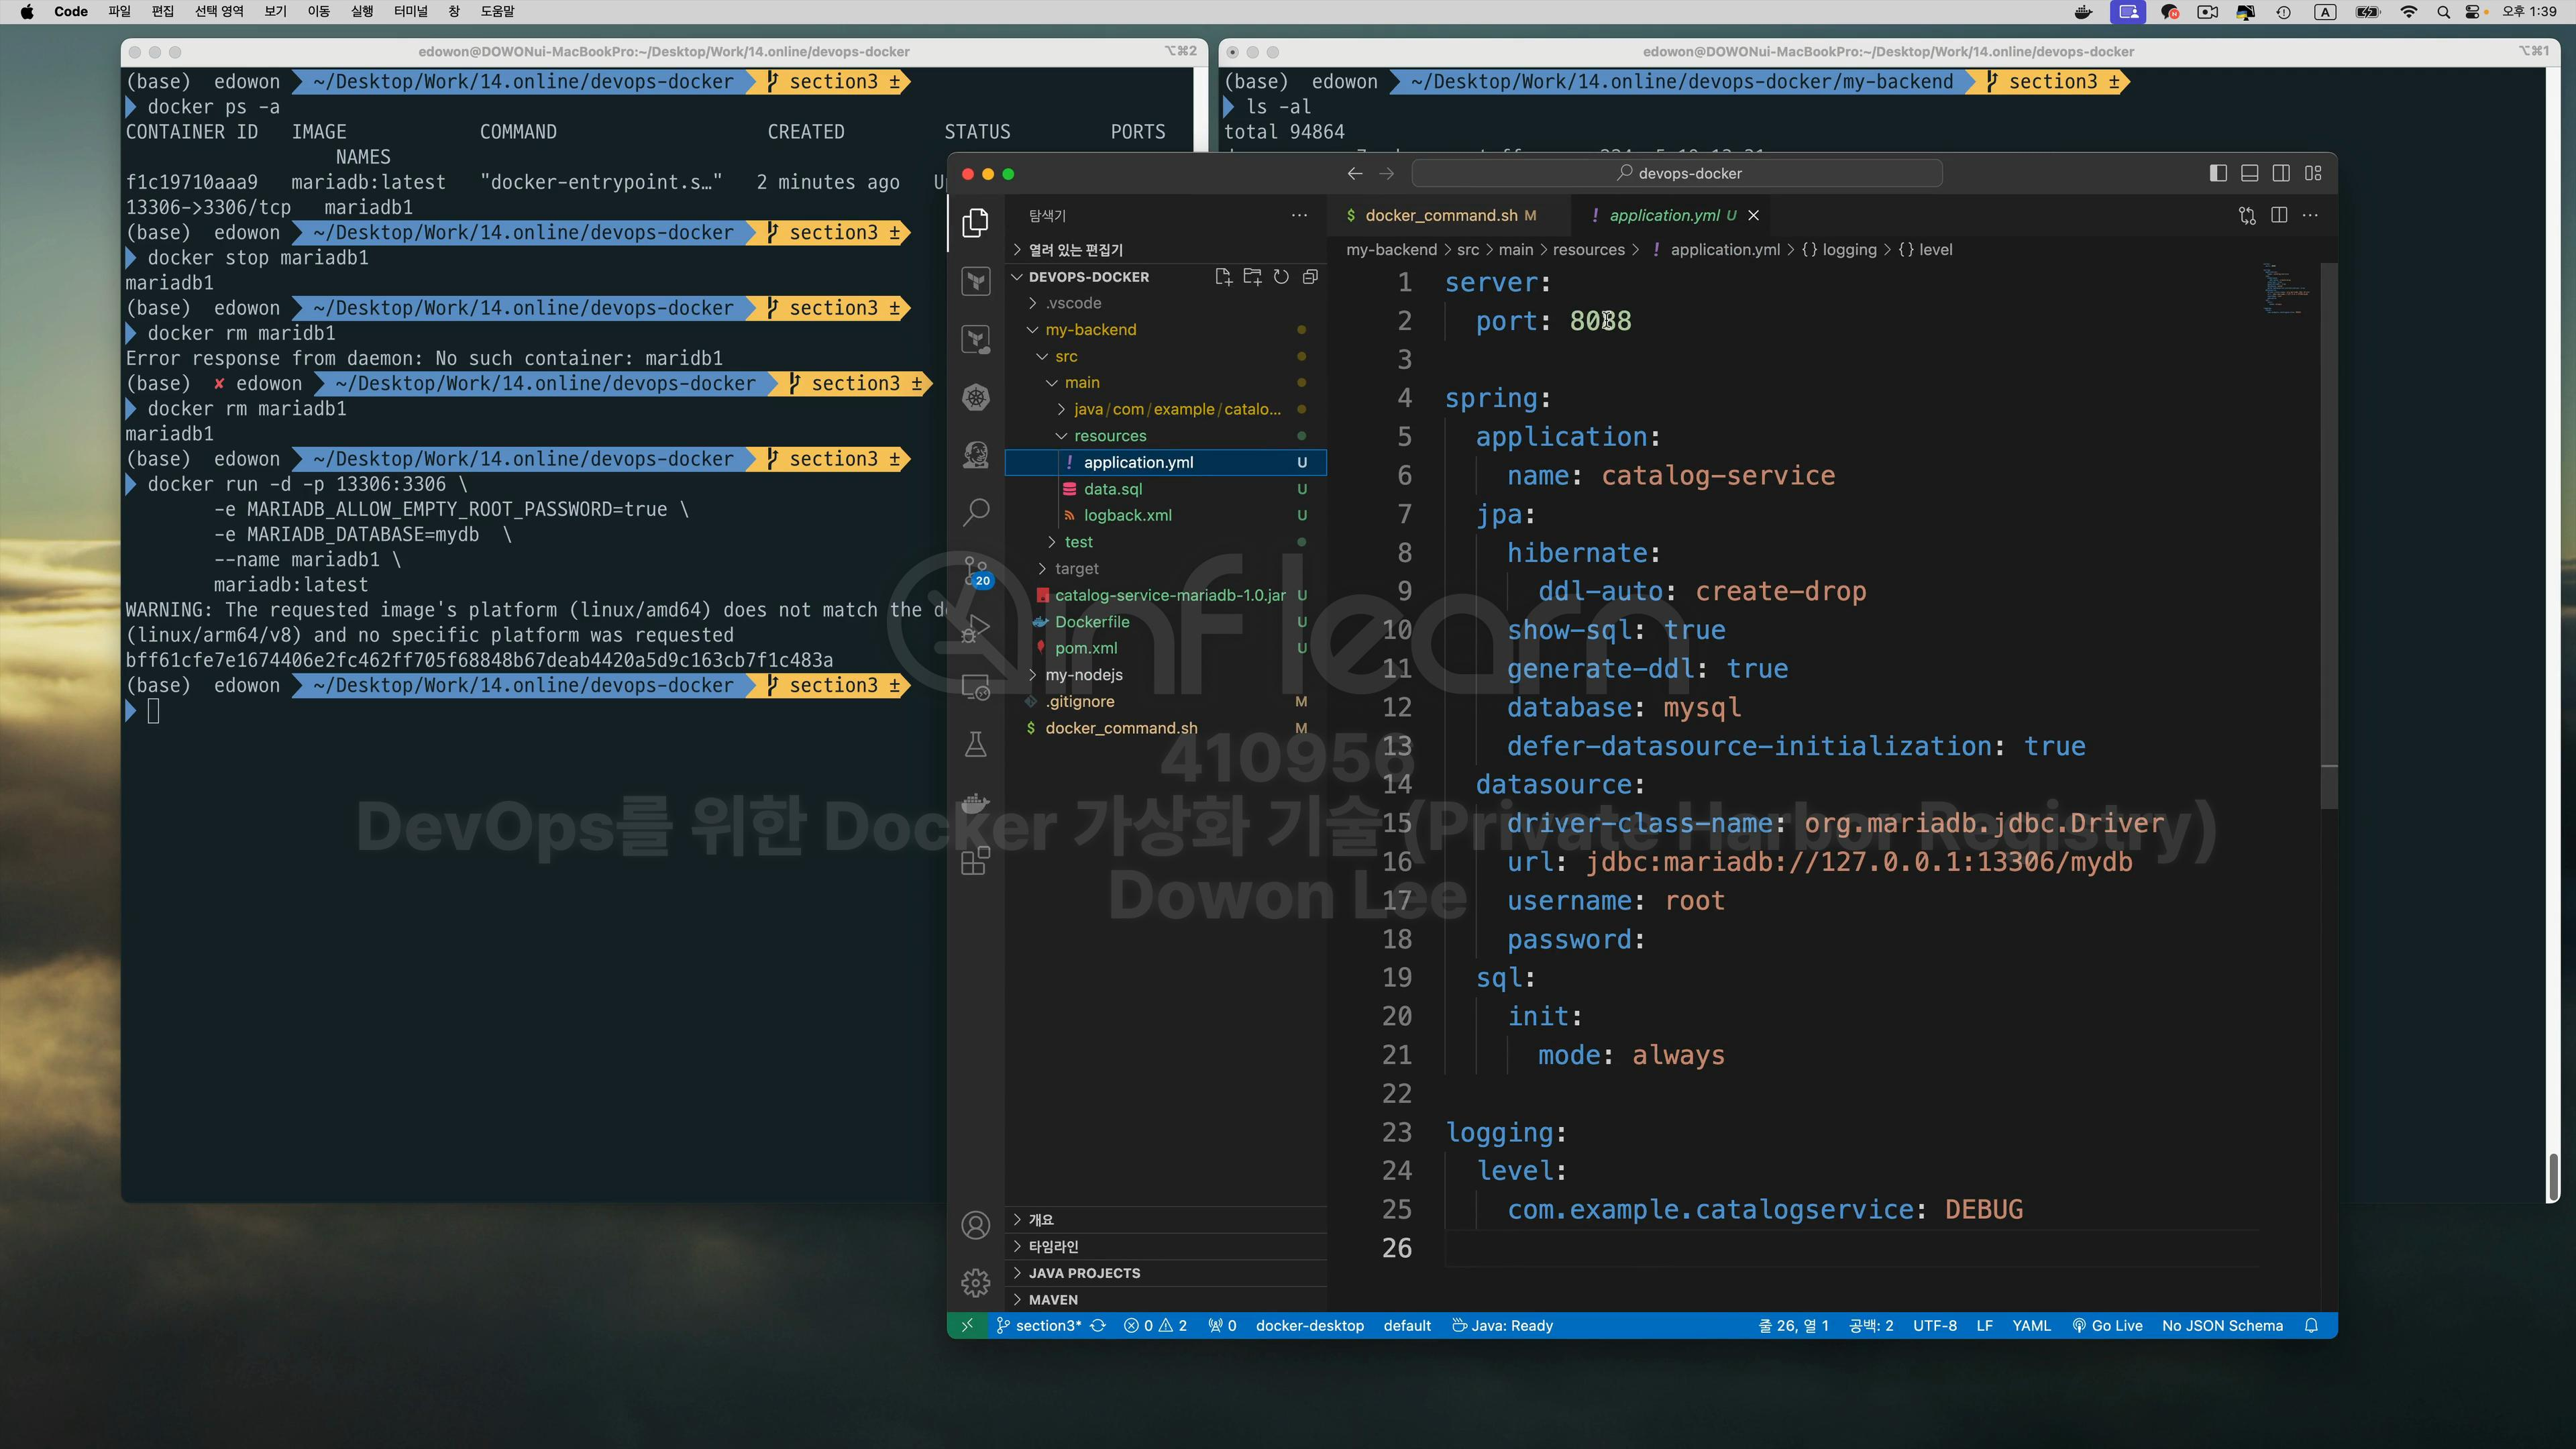 Code 파일 편집 선택 영역 보기 이동 실행 터미널 창 도움말
A 오후 1:39
edowon@DOWONui-MacBookPro:~/Desktop/Work/14.online/devops-docker ⌥⌘2
(base) edowon ~/Desktop/Work/14.online/devops-docker section3 ±
docker ps -a
CONTAINER ID IMAGE COMMAND CREATED STATUS PORTS
NAMES
f1c19710aaa9 mariadb:latest "docker-entrypoint.s…" 2 minutes ago
13306->3306/tcp mariadb1
(base) edowon ~/Desktop/Work/14.online/devops-docker section3 ±
docker stop mariadb1
mariadb1
(base) edowon ~/Desktop/Work/14.online/devops-docker section3 ±
docker rm maridb1
Error response from daemon: No such container: maridb1
(base) ✘ edowon ~/Desktop/Work/14.online/devops-docker section3 ±
docker rm mariadb1
mariadb1
(base) edowon ~/Desktop/Work/14.online/devops-docker section3 ±
docker run -d -p 13306:3306 \
-e MARIADB_ALLOW_EMPTY_ROOT_PASSWORD=true \
-e MARIADB_DATABASE=mydb \
--name mariadb1 \
mariadb:latest
WARNING: The requested image's platform (linux/amd64) does not match the
(linux/arm64/v8) and no specific platform was requested
bff61cfe7e1674406e2fc462ff705f68848b67deab4420a5d9c163cb7f1c483a
(base) edowon ~/Desktop/Work/14.online/devops-docker section3 ±
edowon@DOWONui-MacBookPro:~/Desktop/Work/14.online/devops-docker ⌥⌘1
(base) edowon ~/Desktop/Work/14.online/devops-docker/my-backend section3 ±
ls -al
total 94864
devops-docker
탐색기
열려 있는 편집기
DEVOPS-DOCKER
.vscode
my-backend
src
main
java/com/example/catalo...
resources
application.yml U
data.sql U
logback.xml U
test
target
catalog-service-mariadb-1.0.jar U
Dockerfile U
pom.xml U
my-nodejs
.gitignore M
docker_command.sh M
20
개요
타임라인
JAVA PROJECTS
MAVEN
docker_command.sh M
application.yml U
my-backend > src > main > resources > ! application.yml > {} logging > {} level
1 server:
2 port: 8088
3
4 spring:
5 application:
6 name: catalog-service
7 jpa:
8 hibernate:
9 ddl-auto: create-drop
10 show-sql: true
11 generate-ddl: true
12 database: mysql
13 defer-datasource-initialization: true
14 datasource:
15 driver-class-name: org.mariadb.jdbc.Driver
16 url: jdbc:mariadb://127.0.0.1:13306/mydb
17 username: root
18 password:
19 sql:
20 init:
21 mode: always
22
23 logging:
24 level:
25 com.example.catalogservice: DEBUG
26
section3* 0 2 0 docker-desktop default Java: Ready
줄 26, 열 1 공백: 2 UTF-8 LF YAML Go Live No JSON Schema
inflearn
410956
DevOps를 위한 Docker 가상화 기술 (Private Harbor Registry)
Dowon Lee